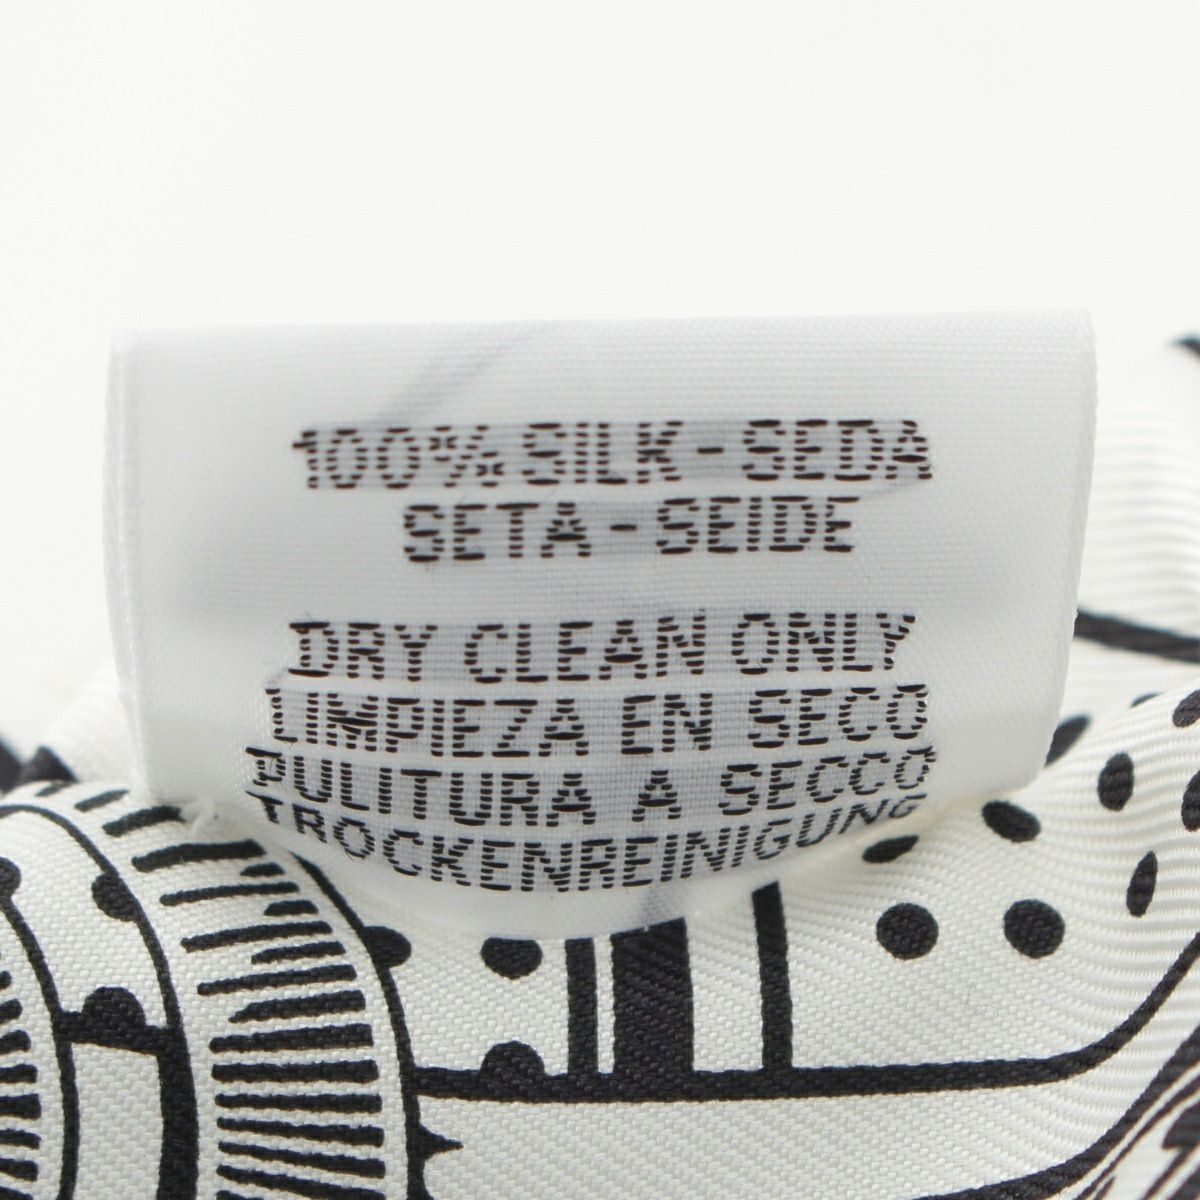 100% SILK - SEDA
SETA - SEIDE
DRY CLEAN ONLY
LIMPIEZA EN SECO
PULITURA A SECCO
TROCKENREINIGUNG